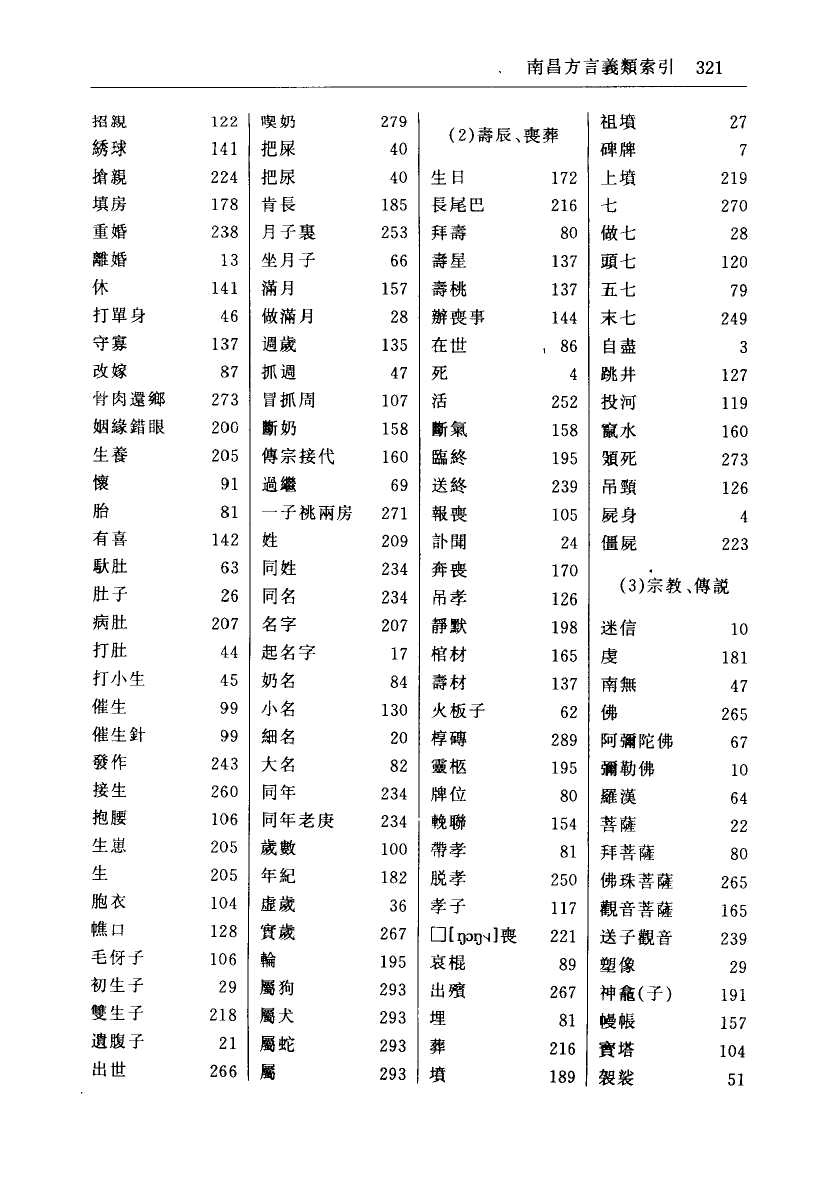 南昌方言義類索引 321
招親 122
綉球 141
搶親 224
填房 178
重婚 238
離婚 13
休 141
打單身 46
守寡 137
改嫁 87
骨肉還鄉 273
姻緣錯眼 200
生養 205
懷 91
胎 81
有喜 142
馱肚 63
肚子 26
病肚 207
打肚 44
打小生 45
催生 99
催生針 99
發作 243
接生 260
抱腰 106
生崽 205
生 205
胞衣 104
瞧口 128
毛伢子 106
初生子 29
雙生子 218
遺腹子 21
出世 266
喫奶 279
把屎 40
把尿 40
肯長 185
月子裏 253
坐月子 66
滿月 157
做滿月 28
週歲 135
抓週 47
冒抓周 107
斷奶 158
傳宗接代 160
過繼 69
一子祧兩房 271
姓 209
同姓 234
同名 234
名字 207
起名字 17
奶名 84
小名 130
細名 20
大名 82
同年 234
同年老庚 234
歲數 100
年紀 182
虛歲 36
實歲 267
輪 195
屬狗 293
屬犬 293
屬蛇 293
屬 293
(2)壽辰、喪葬
生日 172
長尾巴 216
拜壽 80
壽星 137
壽桃 137
辦喪事 144
在世 86
死 4
活 252
斷氣 158
臨終 195
送終 239
報喪 105
訃聞 24
奔喪 170
吊孝 126
靜默 198
棺材 165
壽材 137
火板子 62
椁磚 289
靈柩 195
牌位 80
輓聯 154
帶孝 81
脱孝 250
孝子 117
□[ŋɔŋ˧]喪 221
哀棍 89
出殯 267
埋 81
葬 216
墳 189
祖墳 27
碑牌 7
上墳 219
七 270
做七 28
頭七 120
五七 79
末七 249
自盡 3
跳井 127
投河 119
竄水 160
殟死 273
吊頸 126
屍身 4
僵屍 223
(3)宗教、傳説
迷信 10
虔 181
南無 47
佛 265
阿彌陀佛 67
彌勒佛 10
羅漢 64
菩薩 22
拜菩薩 80
佛珠菩薩 265
觀音菩薩 165
送子觀音 239
塑像 29
神龕(子) 191
幔帳 157
寶塔 104
袈裟 51